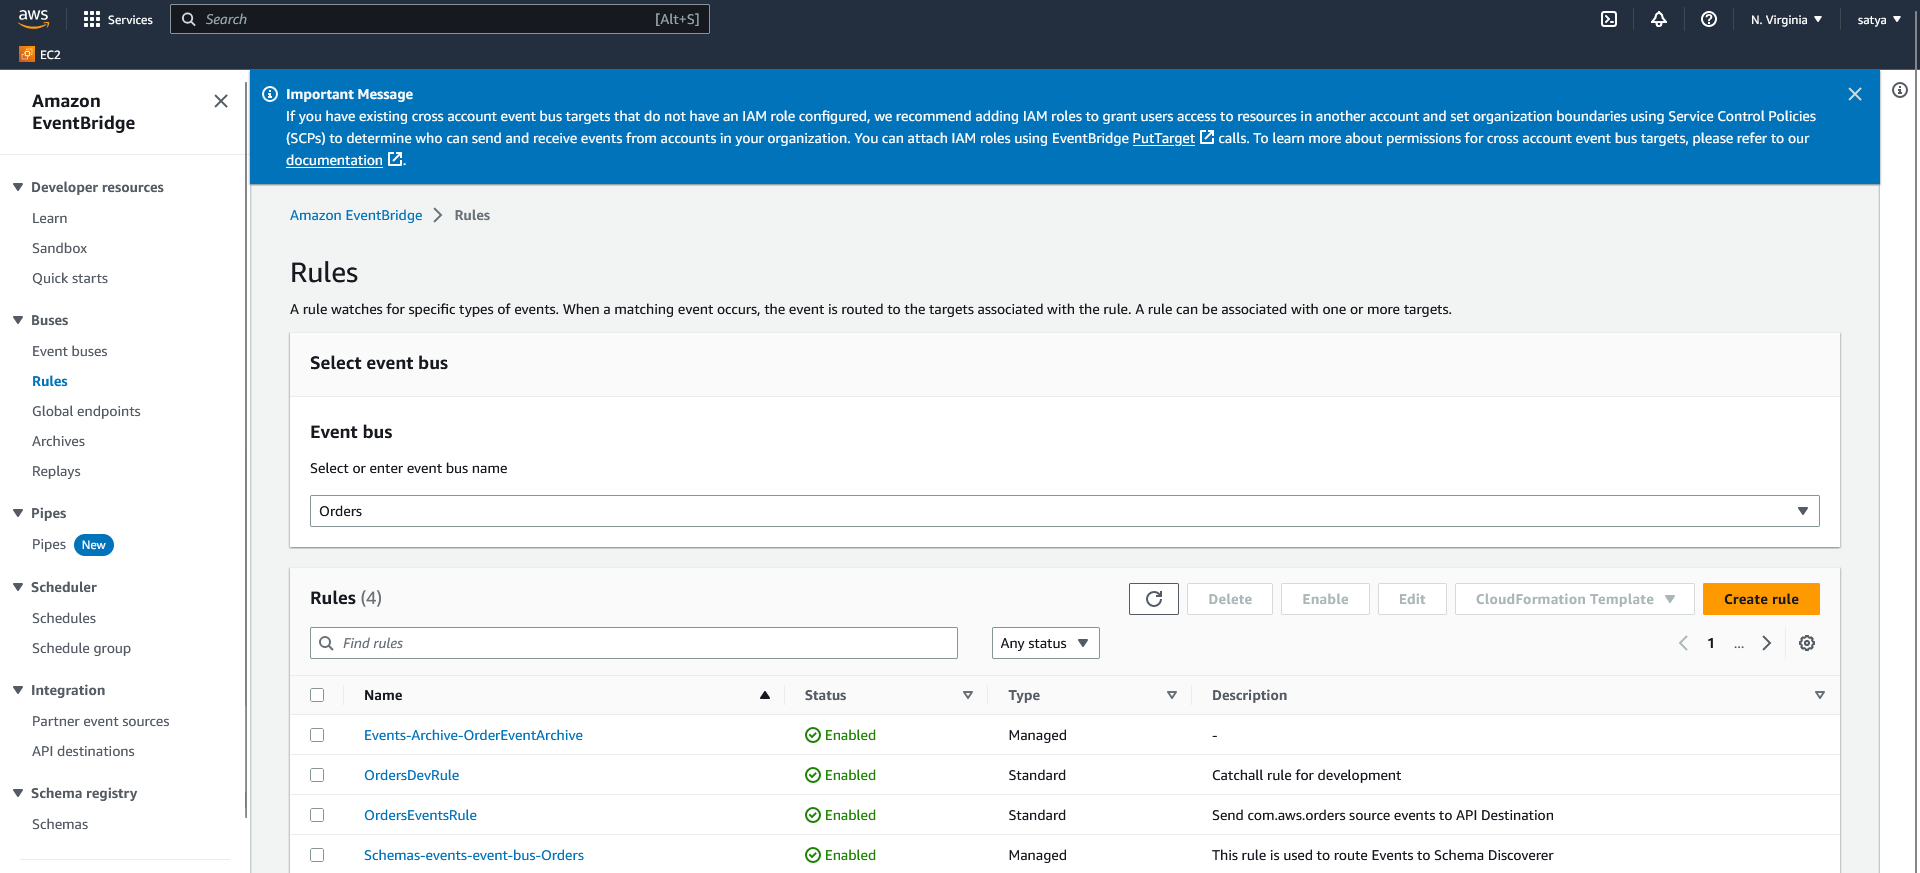 aws
Services
Search
[Alt+S]
N. Virginia
satya
EC2
Amazon
EventBridge
Developer resources
Learn
Sandbox
Quick starts
Buses
Event buses
Rules
Global endpoints
Archives
Replays
Pipes
Pipes New
Scheduler
Schedules
Schedule group
Integration
Partner event sources
API destinations
Schema registry
Schemas
Important Message
If you have existing cross account event bus targets that do not have an IAM role configured, we recommend adding IAM roles to grant users access to resources in another account and set organization boundaries using Service Control Policies
(SCPs) to determine who can send and receive events from accounts in your organization. You can attach IAM roles using EventBridge PutTarget calls. To learn more about permissions for cross account event bus targets, please refer to our
documentation .
Amazon EventBridge > Rules
Rules
A rule watches for specific types of events. When a matching event occurs, the event is routed to the targets associated with the rule. A rule can be associated with one or more targets.
Select event bus
Event bus
Select or enter event bus name
Orders
Rules (4)
Delete
Enable
Edit
CloudFormation Template
Create rule
Find rules
Any status
1 ...
Name Status Type Description
Events-Archive-OrderEventArchive Enabled Managed -
OrdersDevRule Enabled Standard Catchall rule for development
OrdersEventsRule Enabled Standard Send com.aws.orders source events to API Destination
Schemas-events-event-bus-Orders Enabled Managed This rule is used to route Events to Schema Discoverer